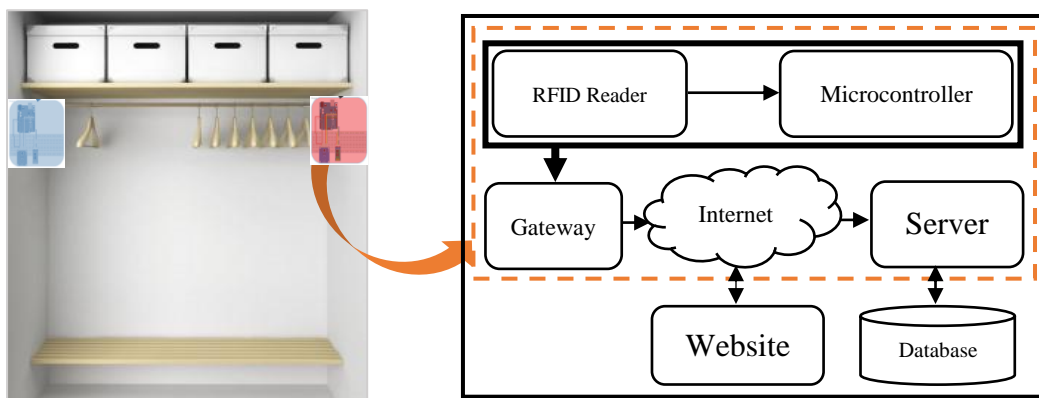 RFID Reader
Microcontroller
Gateway
Internet
Server
Website
Database